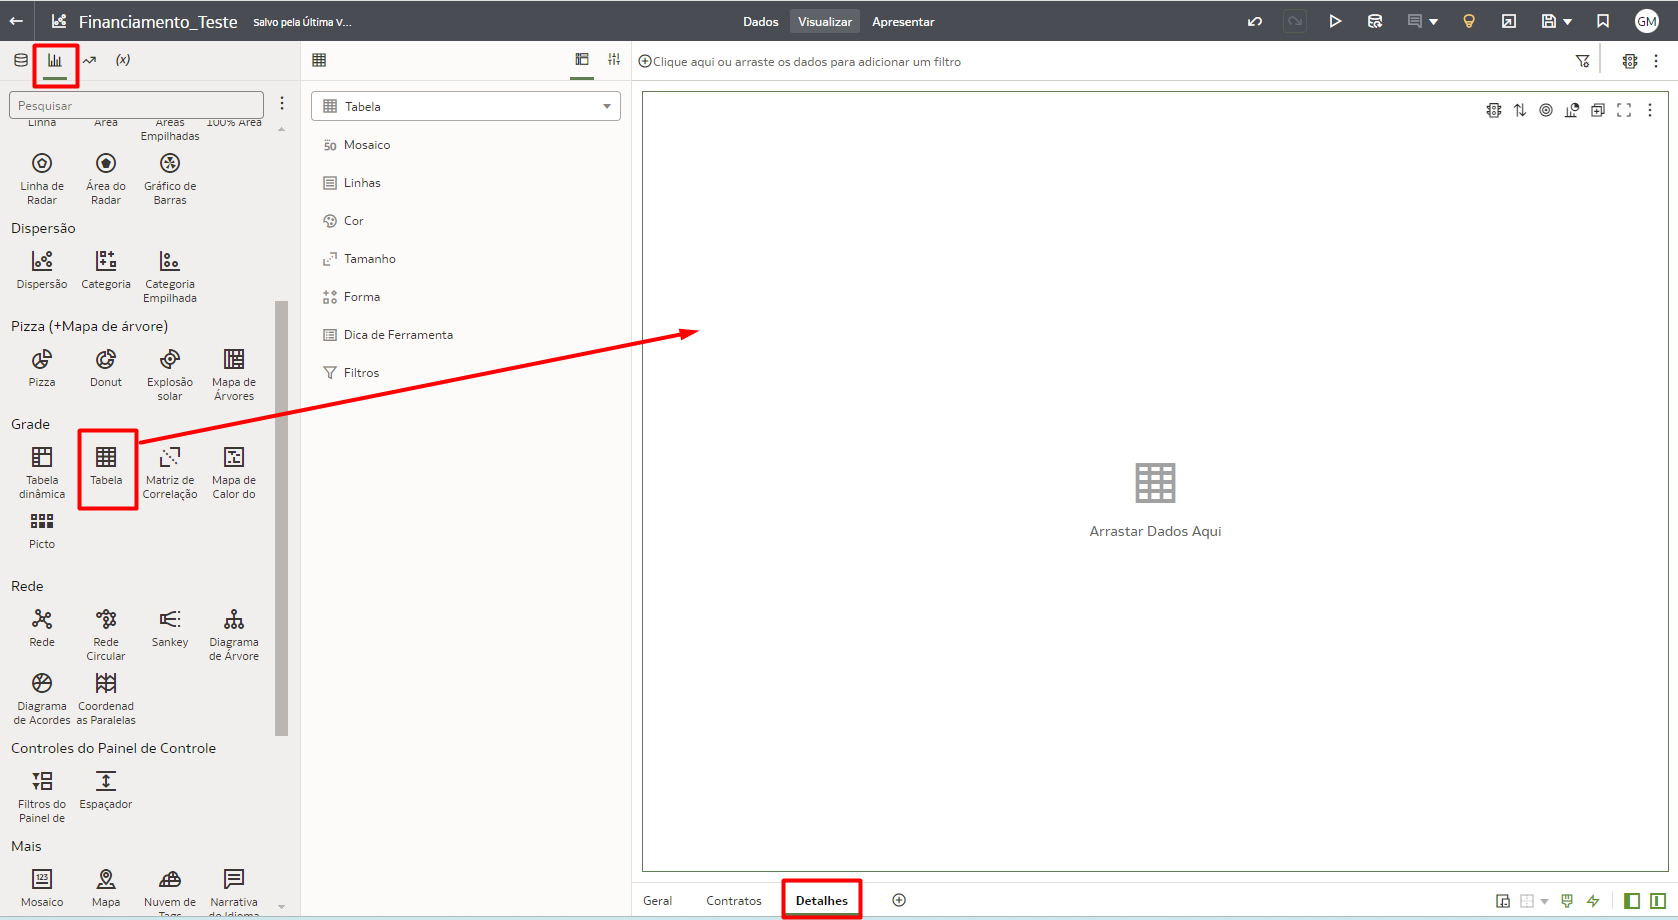 Financiamento_Teste
Salvo pela Última V...
Dados
Visualizar
Apresentar
GM
(x)
Pesquisar
Linha
Área
Áreas
Empilhadas
100% Área
Linha de
Radar
Área do
Radar
Gráfico de
Barras
Dispersão
Dispersão
Categoria
Categoria
Empilhada
Pizza (+Mapa de árvore)
Pizza
Donut
Explosão
solar
Mapa de
Árvores
Grade
Tabela
dinâmica
Tabela
Matriz de
Correlação
Mapa de
Calor do
Picto
Rede
Rede
Rede
Circular
Sankey
Diagrama
de Árvore
Diagrama
de Acordes
Coordenad
as Paralelas
Controles do Painel de Controle
Filtros do
Painel de
Espaçador
Mais
123
Mosaico
Mapa
Nuvem de
Tags
Narrativa
de Idioma
Tabela
50 Mosaico
Linhas
Cor
Tamanho
Forma
Dica de Ferramenta
Filtros
Clique aqui ou arraste os dados para adicionar um filtro
Arrastar Dados Aqui
Geral
Contratos
Detalhes